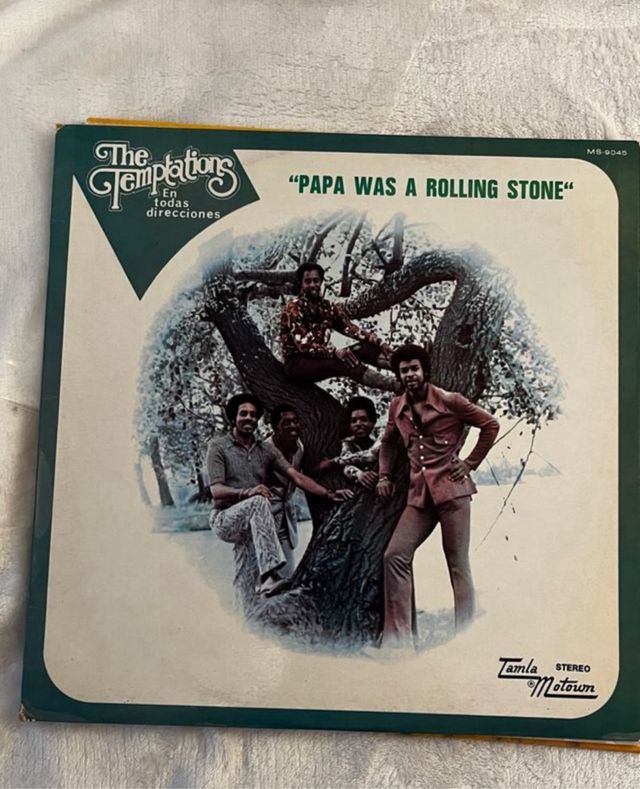 The
Temptations
En
todas
direcciones
MS-9045
"PAPA WAS A ROLLING STONE"
Tamla STEREO
®Motown